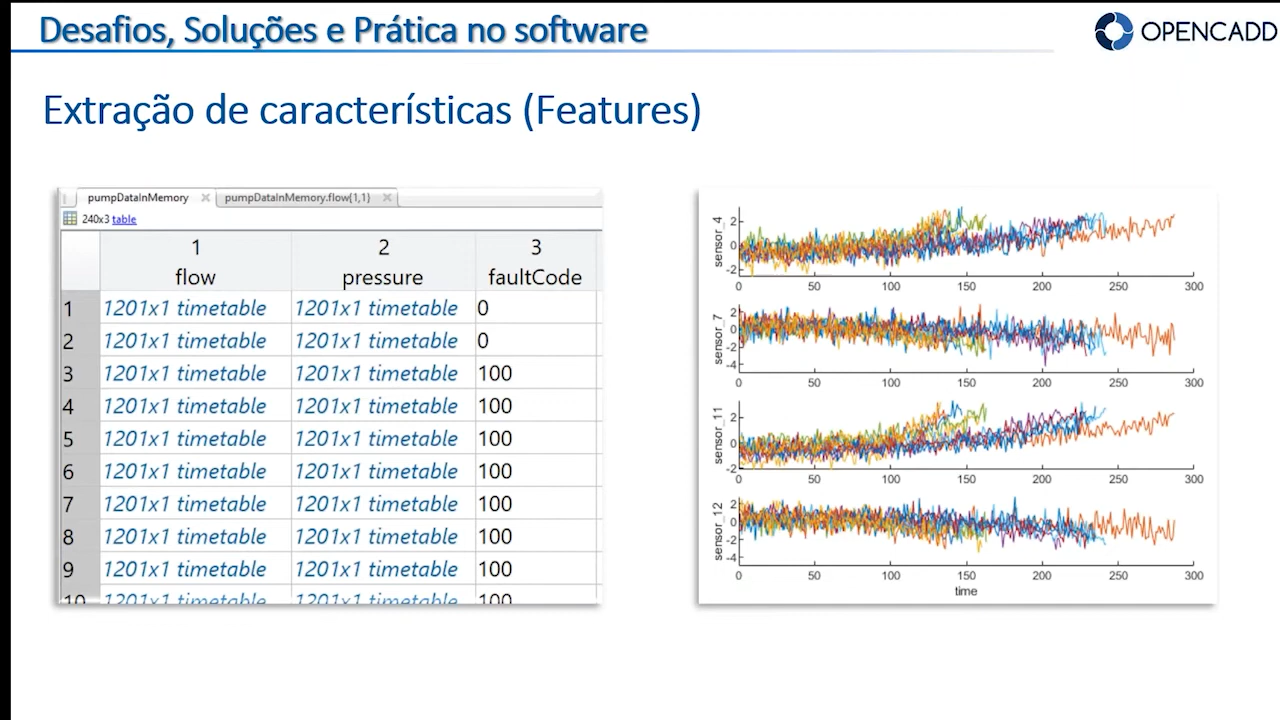 Desafios, Soluções e Prática no software
OPENCADD
Extração de características (Features)
pumpDataInMemory pumpDataInMemory.flow{1,1}
240x3 table
1 2 3
flow pressure faultCode
1 1201x1 timetable 1201x1 timetable 0
2 1201x1 timetable 1201x1 timetable 0
3 1201x1 timetable 1201x1 timetable 100
4 1201x1 timetable 1201x1 timetable 100
5 1201x1 timetable 1201x1 timetable 100
6 1201x1 timetable 1201x1 timetable 100
7 1201x1 timetable 1201x1 timetable 100
8 1201x1 timetable 1201x1 timetable 100
9 1201x1 timetable 1201x1 timetable 100
10 1201x1 timetable 1201x1 timetable 100
sensor_4
2
0
-2
0 50 100 150 200 250 300
sensor_7
2
0
-2
-4
0 50 100 150 200 250 300
sensor_11
2
0
-2
0 50 100 150 200 250 300
sensor_12
2
0
-2
-4
0 50 100 150 200 250 300
time